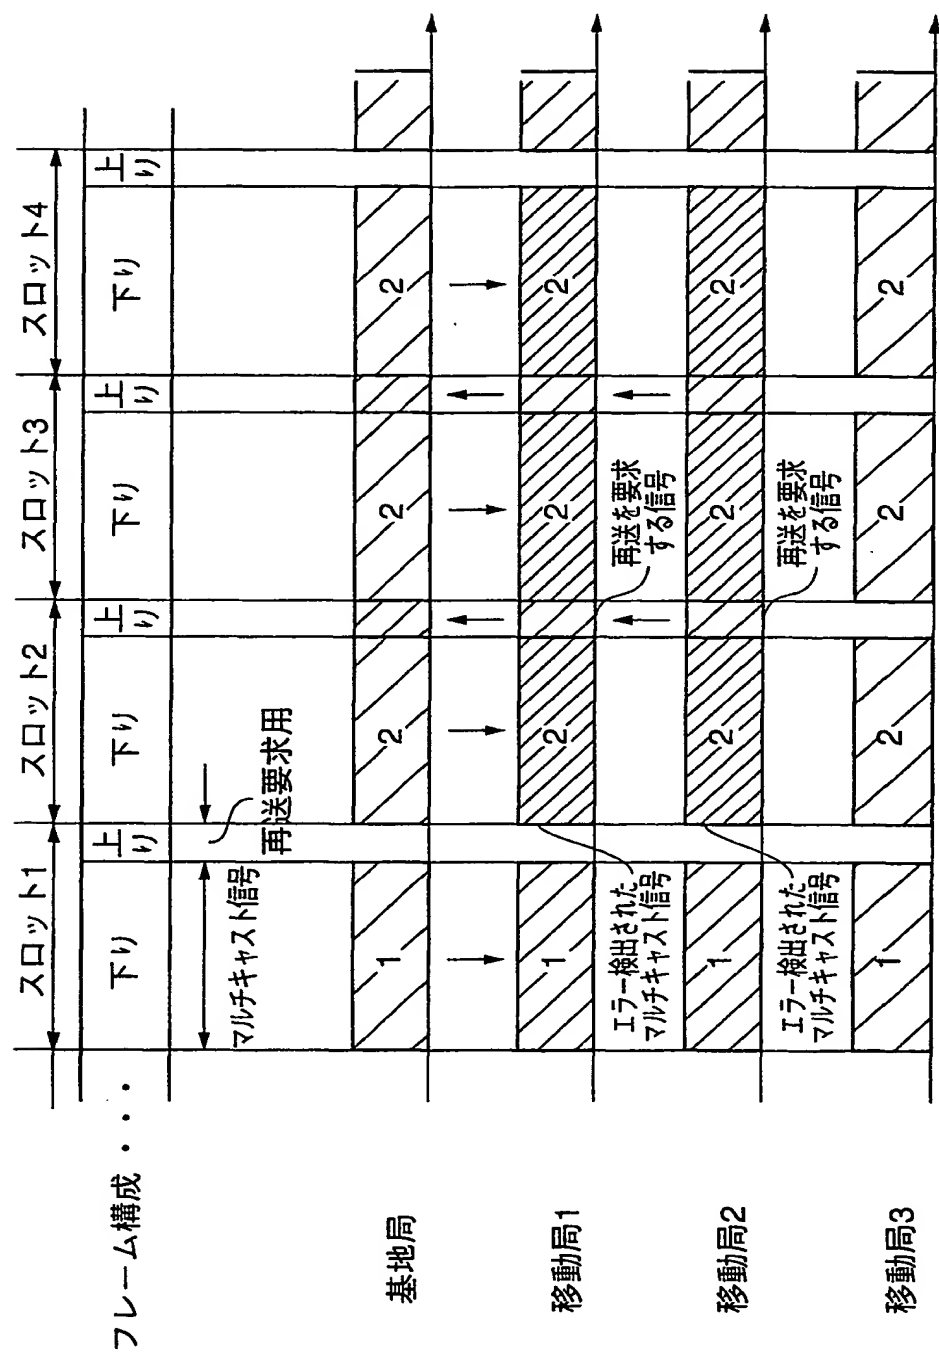 スロット1 スロット2 スロット3 スロット4
フレーム構成 ・・・ 下り 上り 下り 上り 下り 上り 下り 上り
マルチキャスト信号
再送要求用
基地局 1 2 2 2
移動局1 1 2 2 2
エラー検出された
マルチキャスト信号
再送を要求
する信号
移動局2 1 2 2 2
エラー検出された
マルチキャスト信号
再送を要求
する信号
移動局3 1 2 2 2